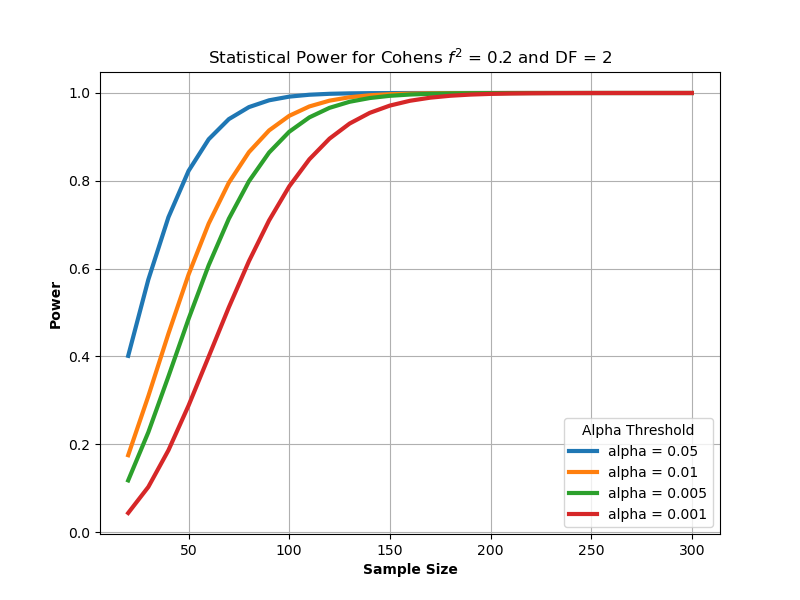 Statistical Power for Cohens f² = 0.2 and DF = 2
Power
1.0
0.8
0.6
0.4
0.2
0.0
Alpha Threshold
alpha = 0.05
alpha = 0.01
alpha = 0.005
alpha = 0.001
50 100 150 200 250 300
Sample Size